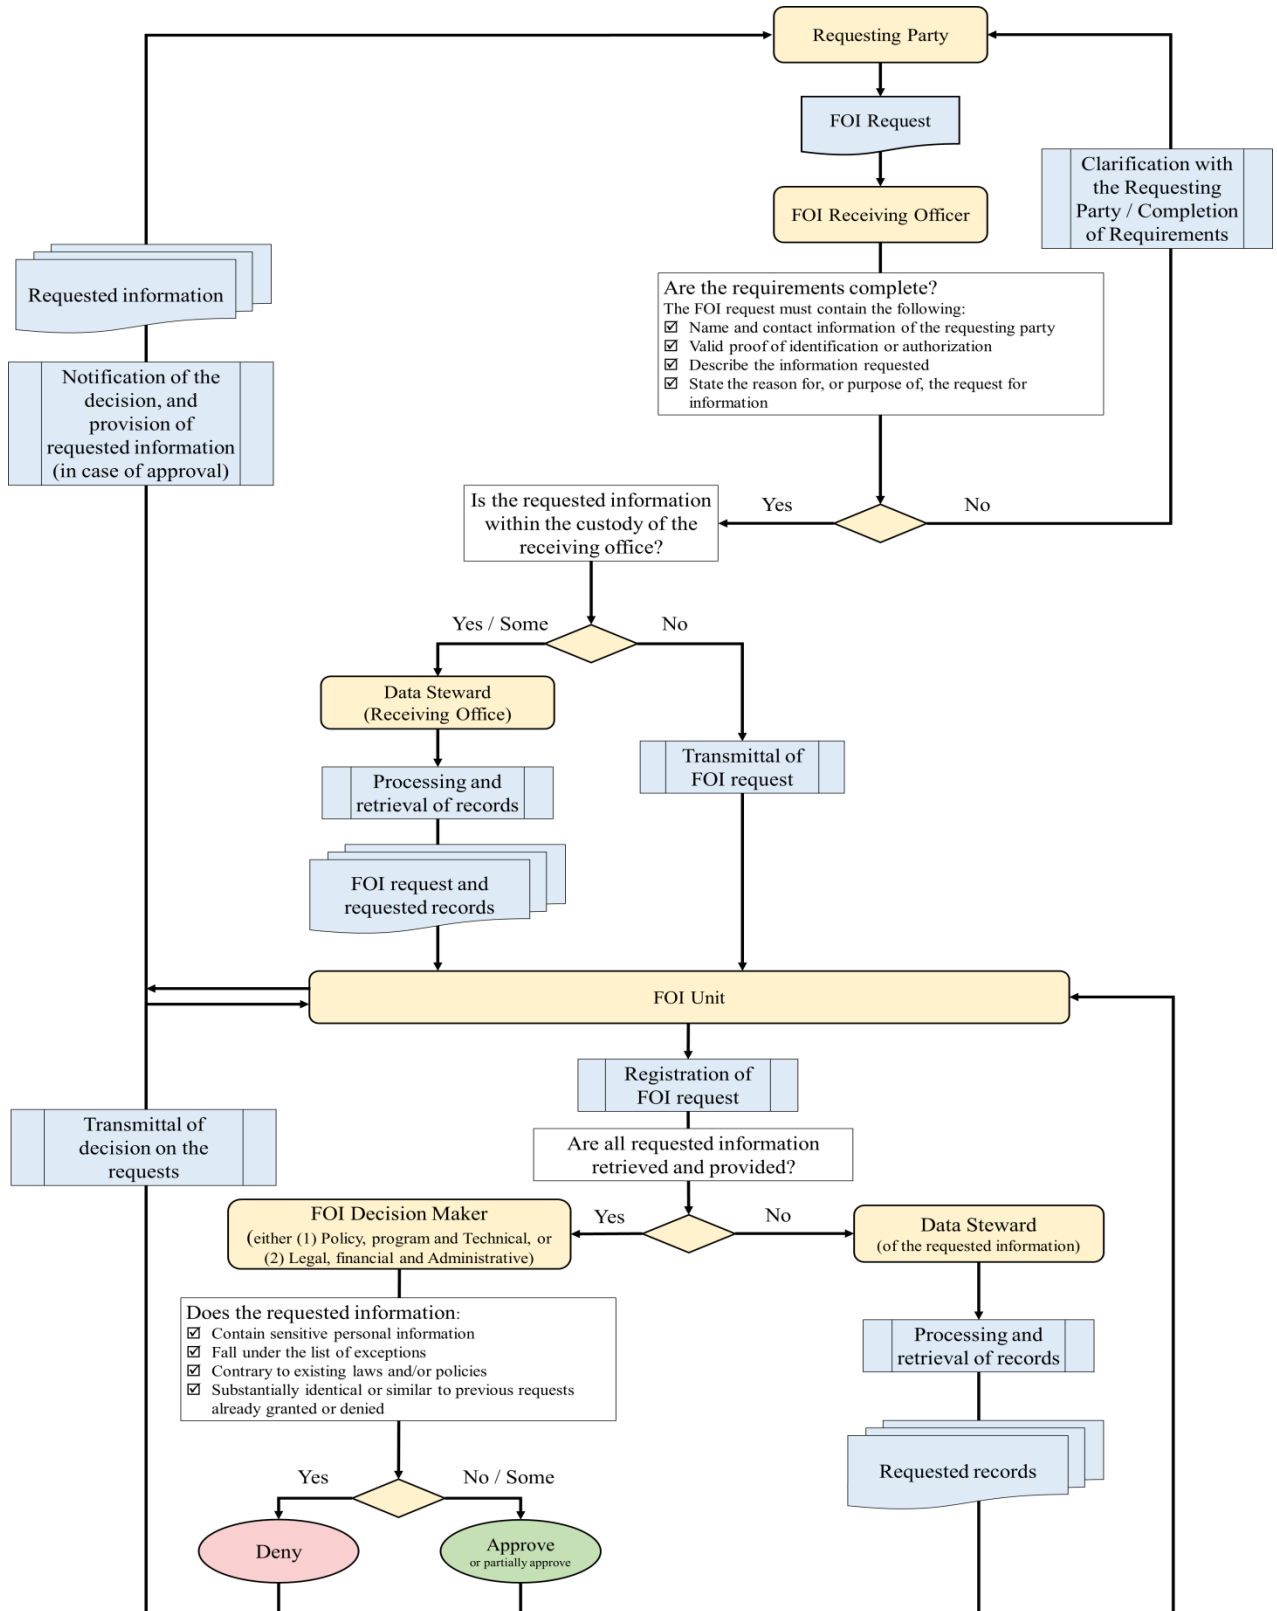 Requesting Party
FOI Request
FOI Receiving Officer
Clarification with
the Requesting
Party / Completion
of Requirements
Requested information
Notification of the
decision, and
provision of
requested information
(in case of approval)
Are the requirements complete?
The FOI request must contain the following:
☑ Name and contact information of the requesting party
☑ Valid proof of identification or authorization
☑ Describe the information requested
☑ State the reason for, or purpose of, the request for
information
Yes
No
Is the requested information
within the custody of the
receiving office?
Yes / Some
No
Data Steward
(Receiving Office)
Processing and
retrieval of records
FOI request and
requested records
Transmittal of
FOI request
FOI Unit
Registration of
FOI request
Are all requested information
retrieved and provided?
Transmittal of
decision on the
requests
Yes
No
FOI Decision Maker
(either (1) Policy, program and Technical, or
(2) Legal, financial and Administrative)
Data Steward
(of the requested information)
Does the requested information:
☑ Contain sensitive personal information
☑ Fall under the list of exceptions
☑ Contrary to existing laws and/or policies
☑ Substantially identical or similar to previous requests
already granted or denied
Processing and
retrieval of records
Requested records
Yes
No / Some
Deny
Approve
or partially approve